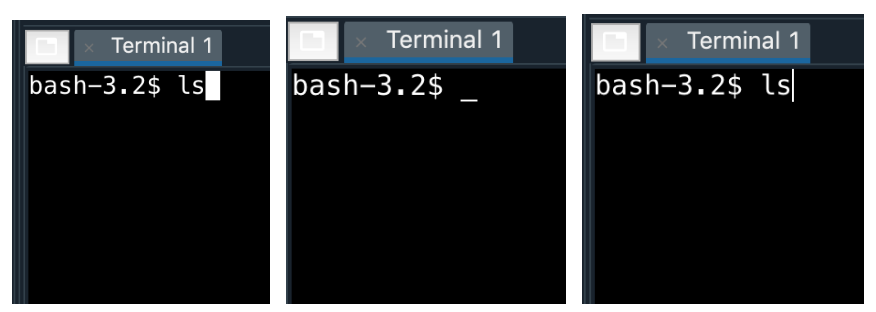 Terminal 1
bash-3.2$ ls
Terminal 1
bash-3.2$ _
Terminal 1
bash-3.2$ ls